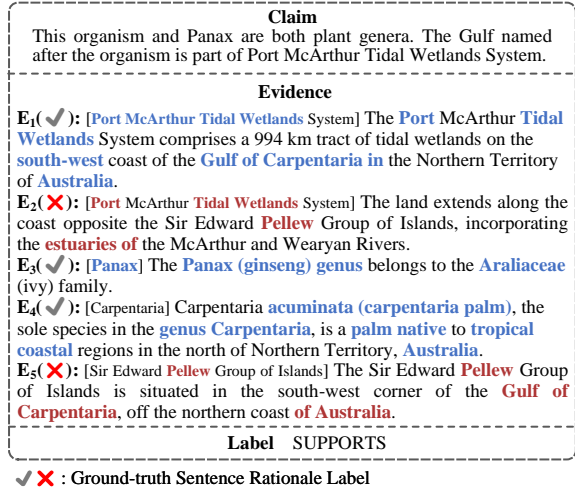 Claim
This organism and Panax are both plant genera. The Gulf named
after the organism is part of Port McArthur Tidal Wetlands System.
Evidence
E1(✔): [Port McArthur Tidal Wetlands System] The Port McArthur Tidal
Wetlands System comprises a 994 km tract of tidal wetlands on the
south-west coast of the Gulf of Carpentaria in the Northern Territory
of Australia.
E2(❌): [Port McArthur Tidal Wetlands System] The land extends along the
coast opposite the Sir Edward Pellew Group of Islands, incorporating
the estuaries of the McArthur and Wearyan Rivers.
E3(✔): [Panax] The Panax (ginseng) genus belongs to the Araliaceae
(ivy) family.
E4(✔): [Carpentaria] Carpentaria acuminata (carpentaria palm), the
sole species in the genus Carpentaria, is a palm native to tropical
coastal regions in the north of Northern Territory, Australia.
E5(❌): [Sir Edward Pellew Group of Islands] The Sir Edward Pellew Group
of Islands is situated in the south-west corner of the Gulf of
Carpentaria, off the northern coast of Australia.
Label SUPPORTS
✔❌ : Ground-truth Sentence Rationale Label